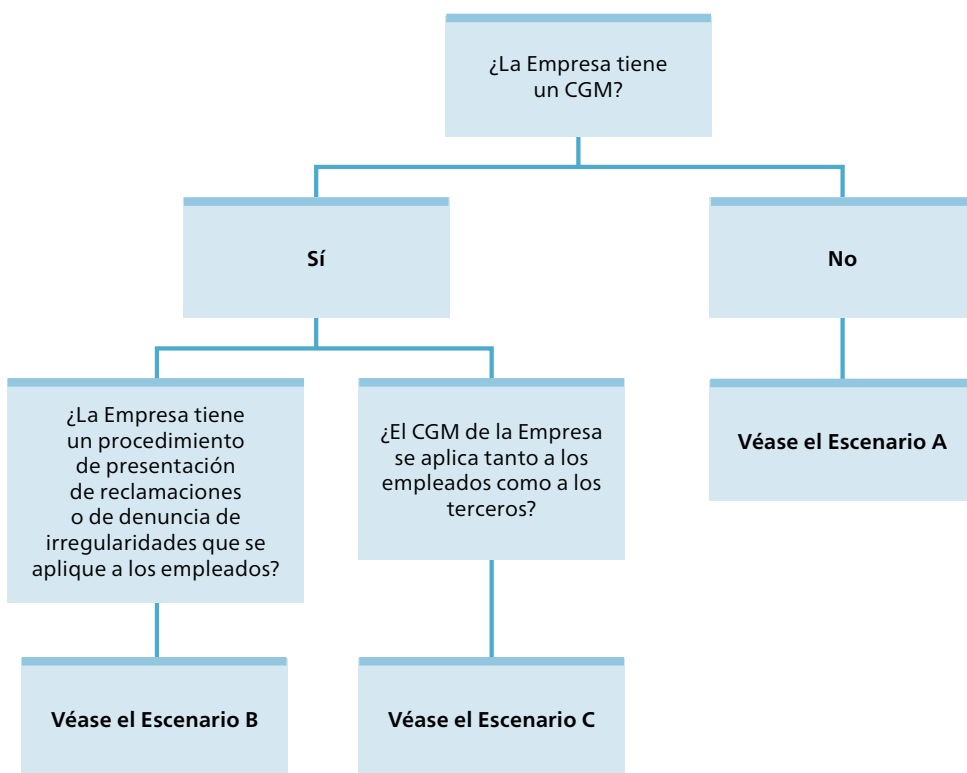 ¿La Empresa tiene
un CGM?
Sí
No
¿La Empresa tiene
un procedimiento
de presentación
de reclamaciones
o de denuncia de
irregularidades que se
aplique a los empleados?
¿El CGM de la Empresa
se aplica tanto a los
empleados como a los
terceros?
Véase el Escenario A
Véase el Escenario B
Véase el Escenario C